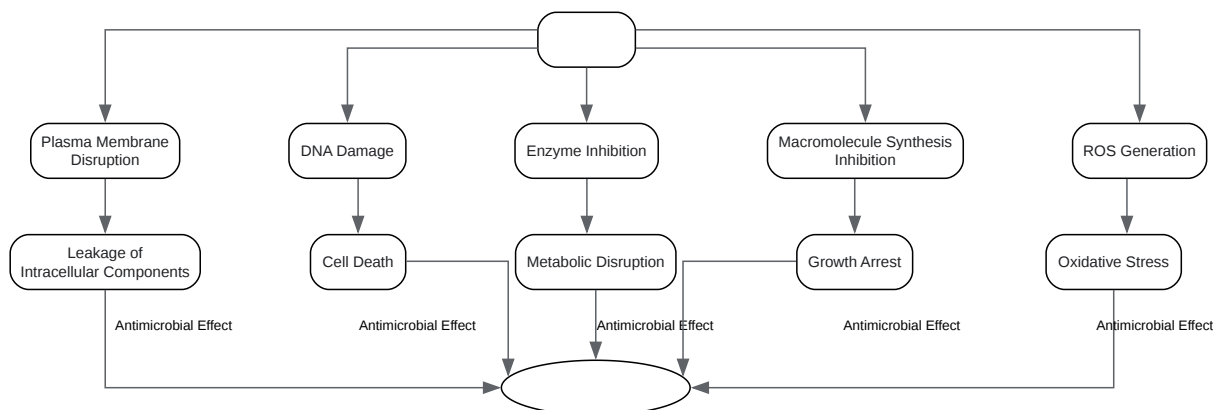 Plasma Membrane
Disruption
DNA Damage
Enzyme Inhibition
Macromolecule Synthesis
Inhibition
ROS Generation
Leakage of
Intracellular Components
Cell Death
Metabolic Disruption
Growth Arrest
Oxidative Stress
Antimicrobial Effect
Antimicrobial Effect
Antimicrobial Effect
Antimicrobial Effect
Antimicrobial Effect